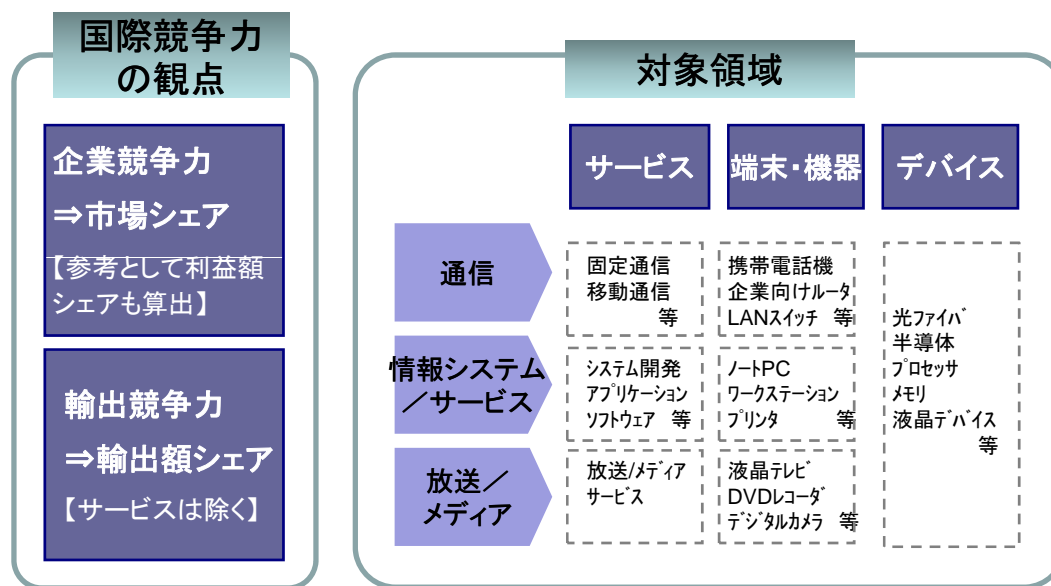 国際競争力
の観点
企業競争力
⇒市場シェア
【参考として利益額
シェアも算出】
輸出競争力
⇒輸出額シェア
【サービスは除く】
対象領域
サービス
端末・機器
デバイス
通信
固定通信
移動通信
等
携帯電話機
企業向けルータ
LANスイッチ 等
情報システム
／サービス
システム開発
アプリケーション
ソフトウェア 等
ノートPC
ワークステーション
プリンタ 等
放送／
メディア
放送/メディア
サービス
液晶テレビ
DVDレコーダ
デジタルカメラ 等
光ファイバ
半導体
プロセッサ
メモリ
液晶デバイス
等